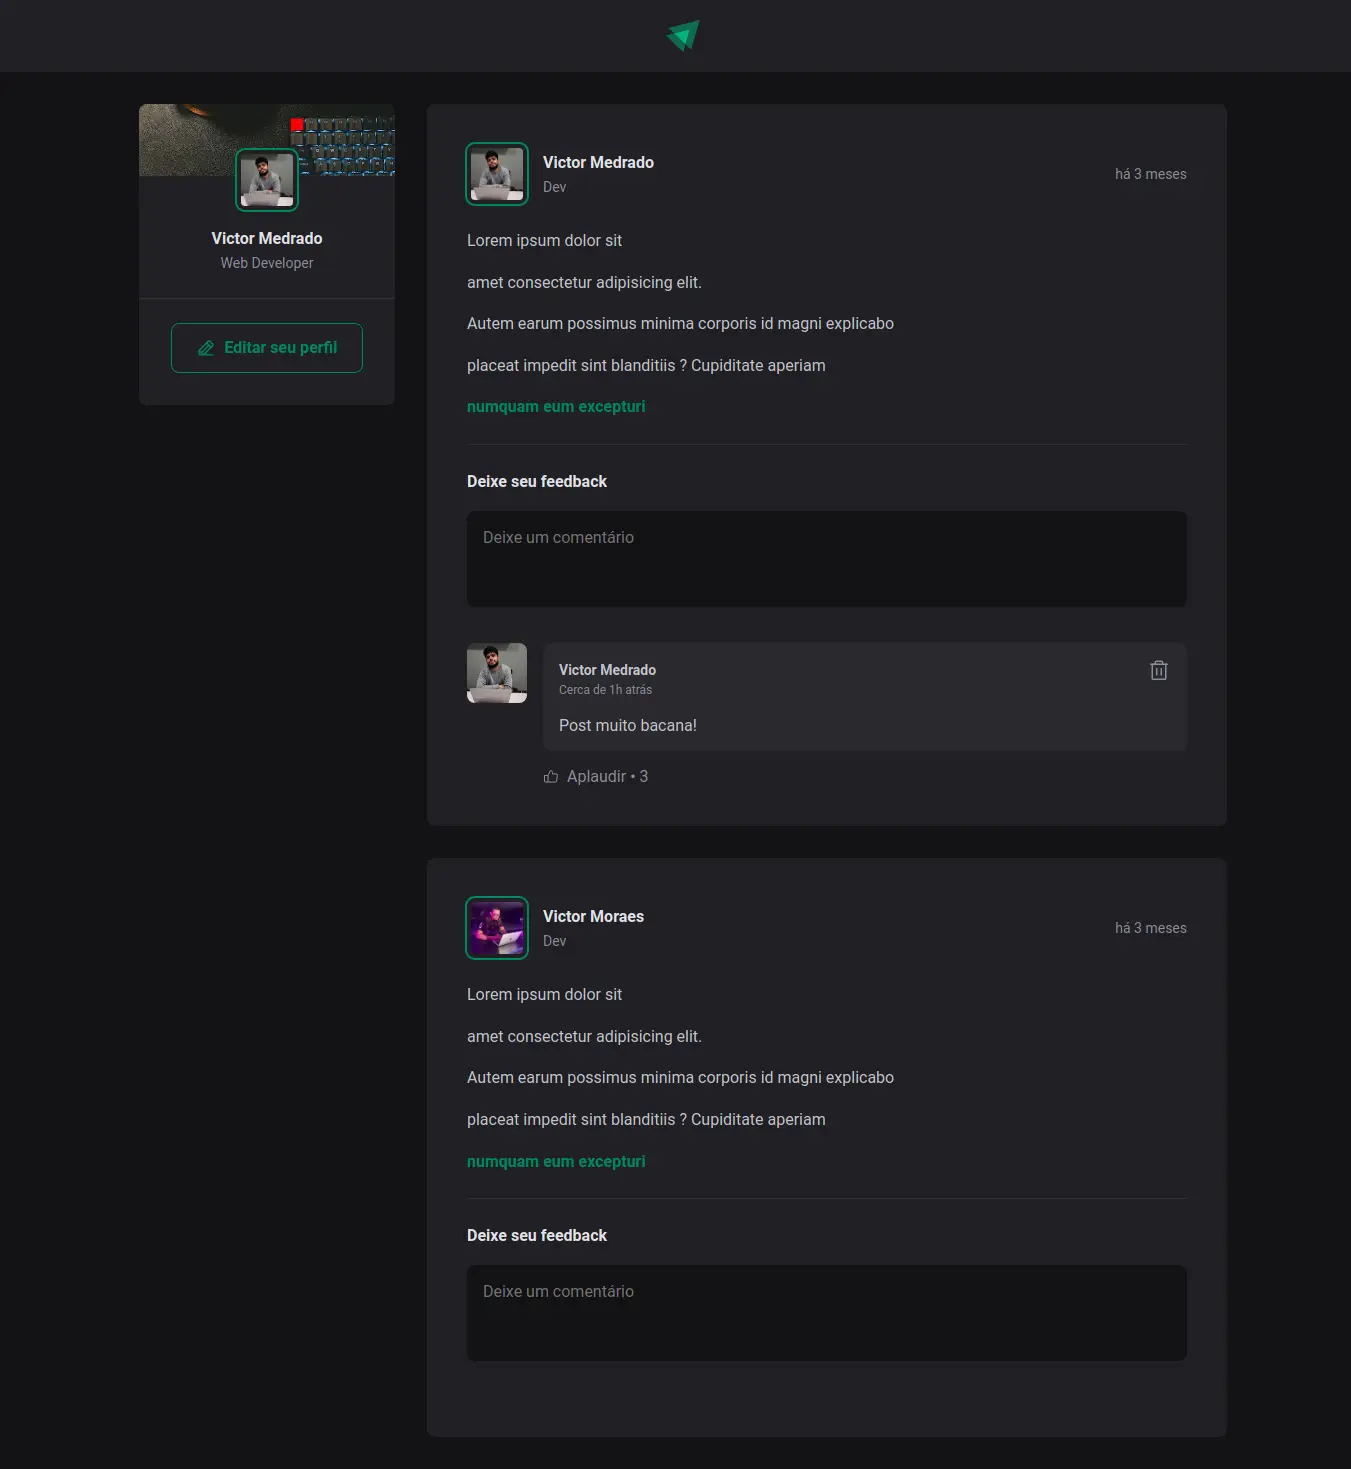 Victor Medrado
Web Developer
Editar seu perfil
Victor Medrado
Dev
há 3 meses
Lorem ipsum dolor sit
amet consectetur adipisicing elit.
Autem earum possimus minima corporis id magni explicabo
placeat impedit sint blanditiis ? Cupiditate aperiam
numquam eum excepturi
Deixe seu feedback
Deixe um comentário
Victor Medrado
Cerca de 1h atrás
Post muito bacana!
Aplaudir • 3
Victor Moraes
Dev
há 3 meses
Lorem ipsum dolor sit
amet consectetur adipisicing elit.
Autem earum possimus minima corporis id magni explicabo
placeat impedit sint blanditiis ? Cupiditate aperiam
numquam eum excepturi
Deixe seu feedback
Deixe um comentário